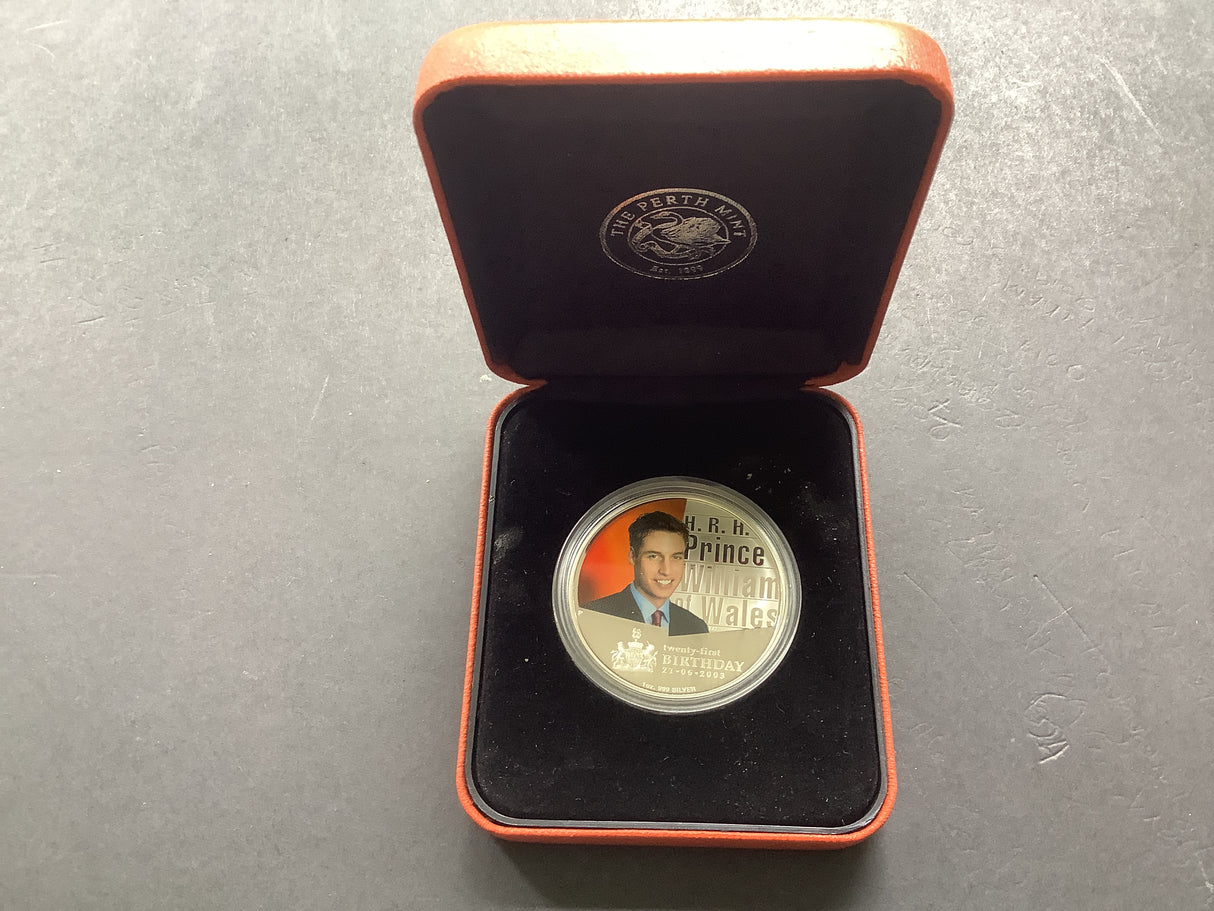 THE PERTH MINT
Est. 1899
H. R. H.
Prince
William
of Wales
twenty-first
BIRTHDAY
21-06-2003
1oz. 999 SILVER